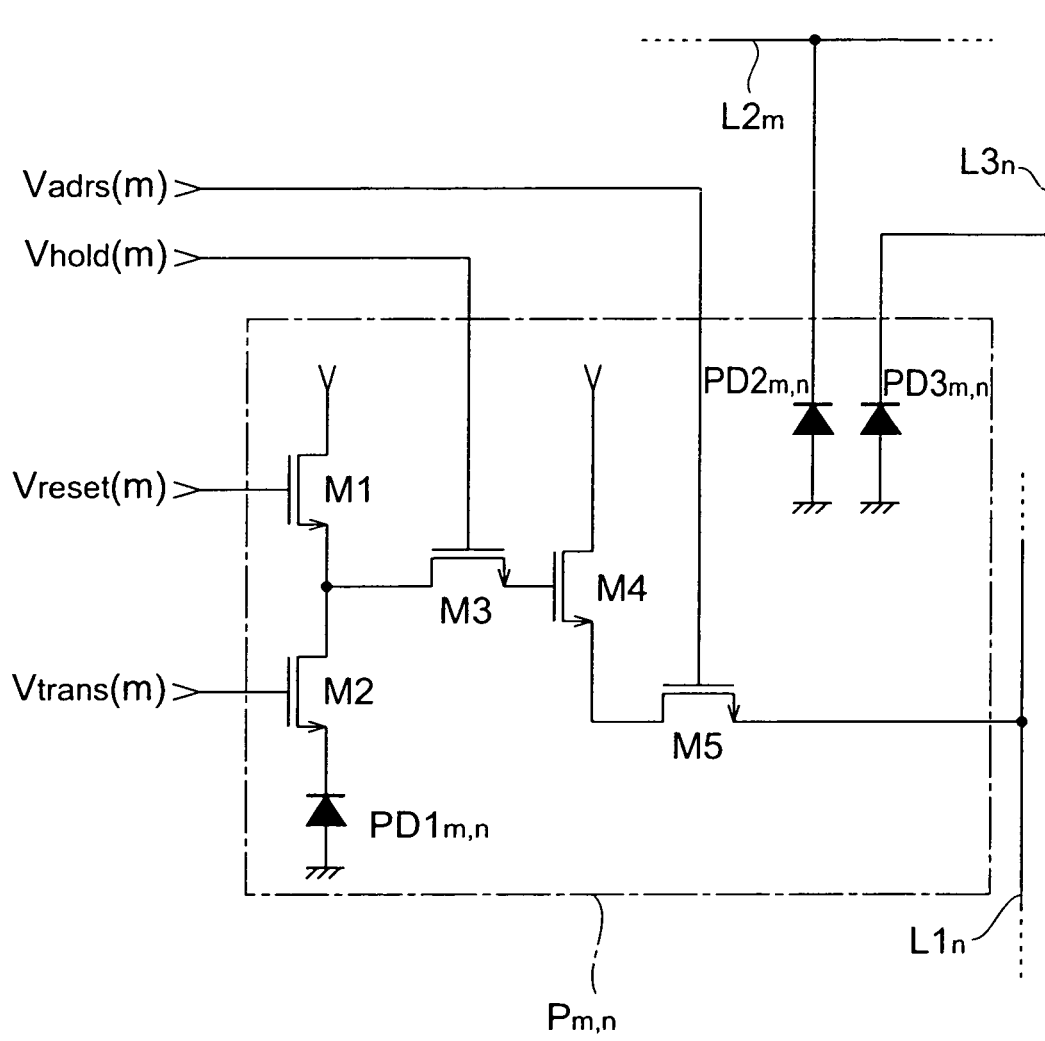 L2m
L3n
Vadrs(m)
Vhold(m)
PD2m,n
PD3m,n
Vreset(m)
M1
M3
M4
Vtrans(m)
M2
M5
PD1m,n
L1n
Pm,n